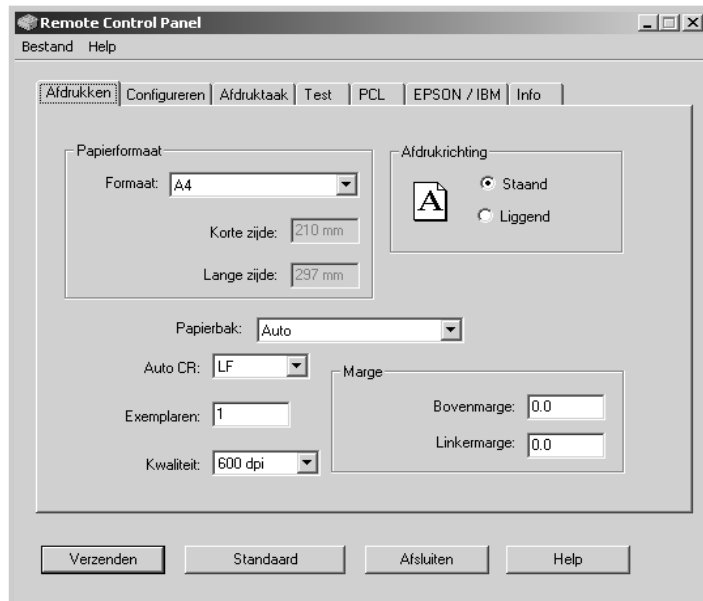 Remote Control Panel
Bestand Help
Afdrukken Configureren Afdruktaak Test PCL EPSON / IBM Info
Papierformaat
Formaat: A4
Korte zijde: 210 mm
Lange zijde: 297 mm
Afdrukrichting
A
Staand
Liggend
Papierbak: Auto
Auto CR: LF
Exemplaren: 1
Kwaliteit: 600 dpi
Marge
Bovenmarge: 0.0
Linkermarge: 0.0
Verzenden Standaard Afsluiten Help